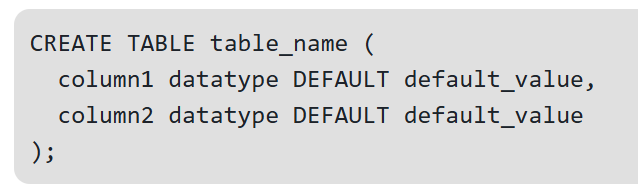 CREATE TABLE table_name (
  column1 datatype DEFAULT default_value,
  column2 datatype DEFAULT default_value
);